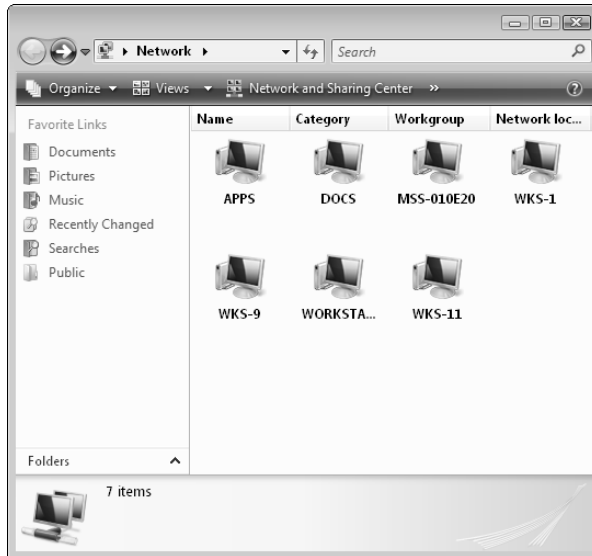 Network
Search
Organize Views Network and Sharing Center »
Favorite Links
Documents
Pictures
Music
Recently Changed
Searches
Public
Folders
Name Category Workgroup Network loc...
APPS DOCS MSS-010E20 WKS-1
WKS-9 WORKSTA... WKS-11
7 items